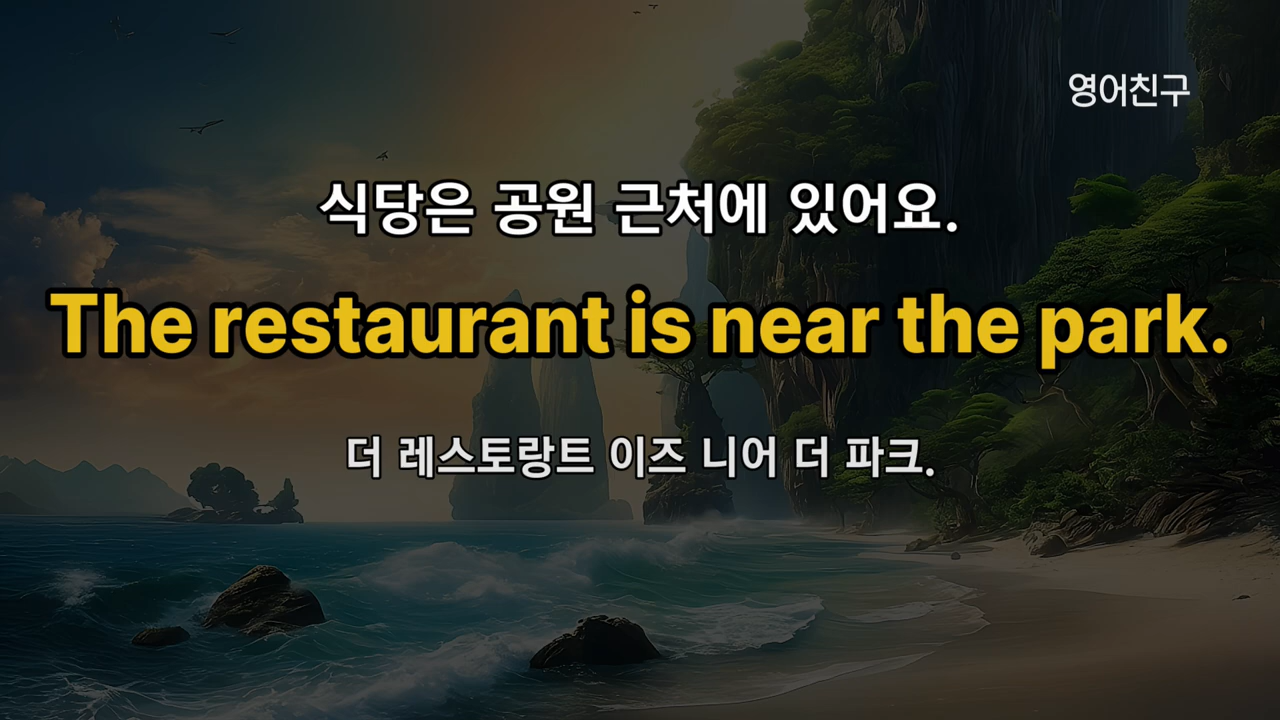 영어친구
식당은 공원 근처에 있어요.
The restaurant is near the park.
더 레스토랑트 이즈 니어 더 파크.